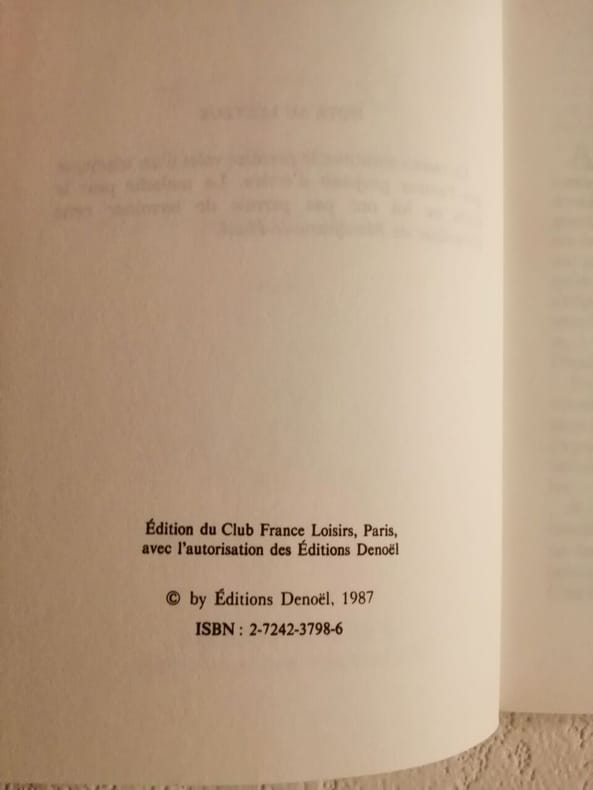 Édition du Club France Loisirs, Paris,
avec l'autorisation des Éditions Denoël
© by Éditions Denoël, 1987
ISBN : 2-7242-3798-6